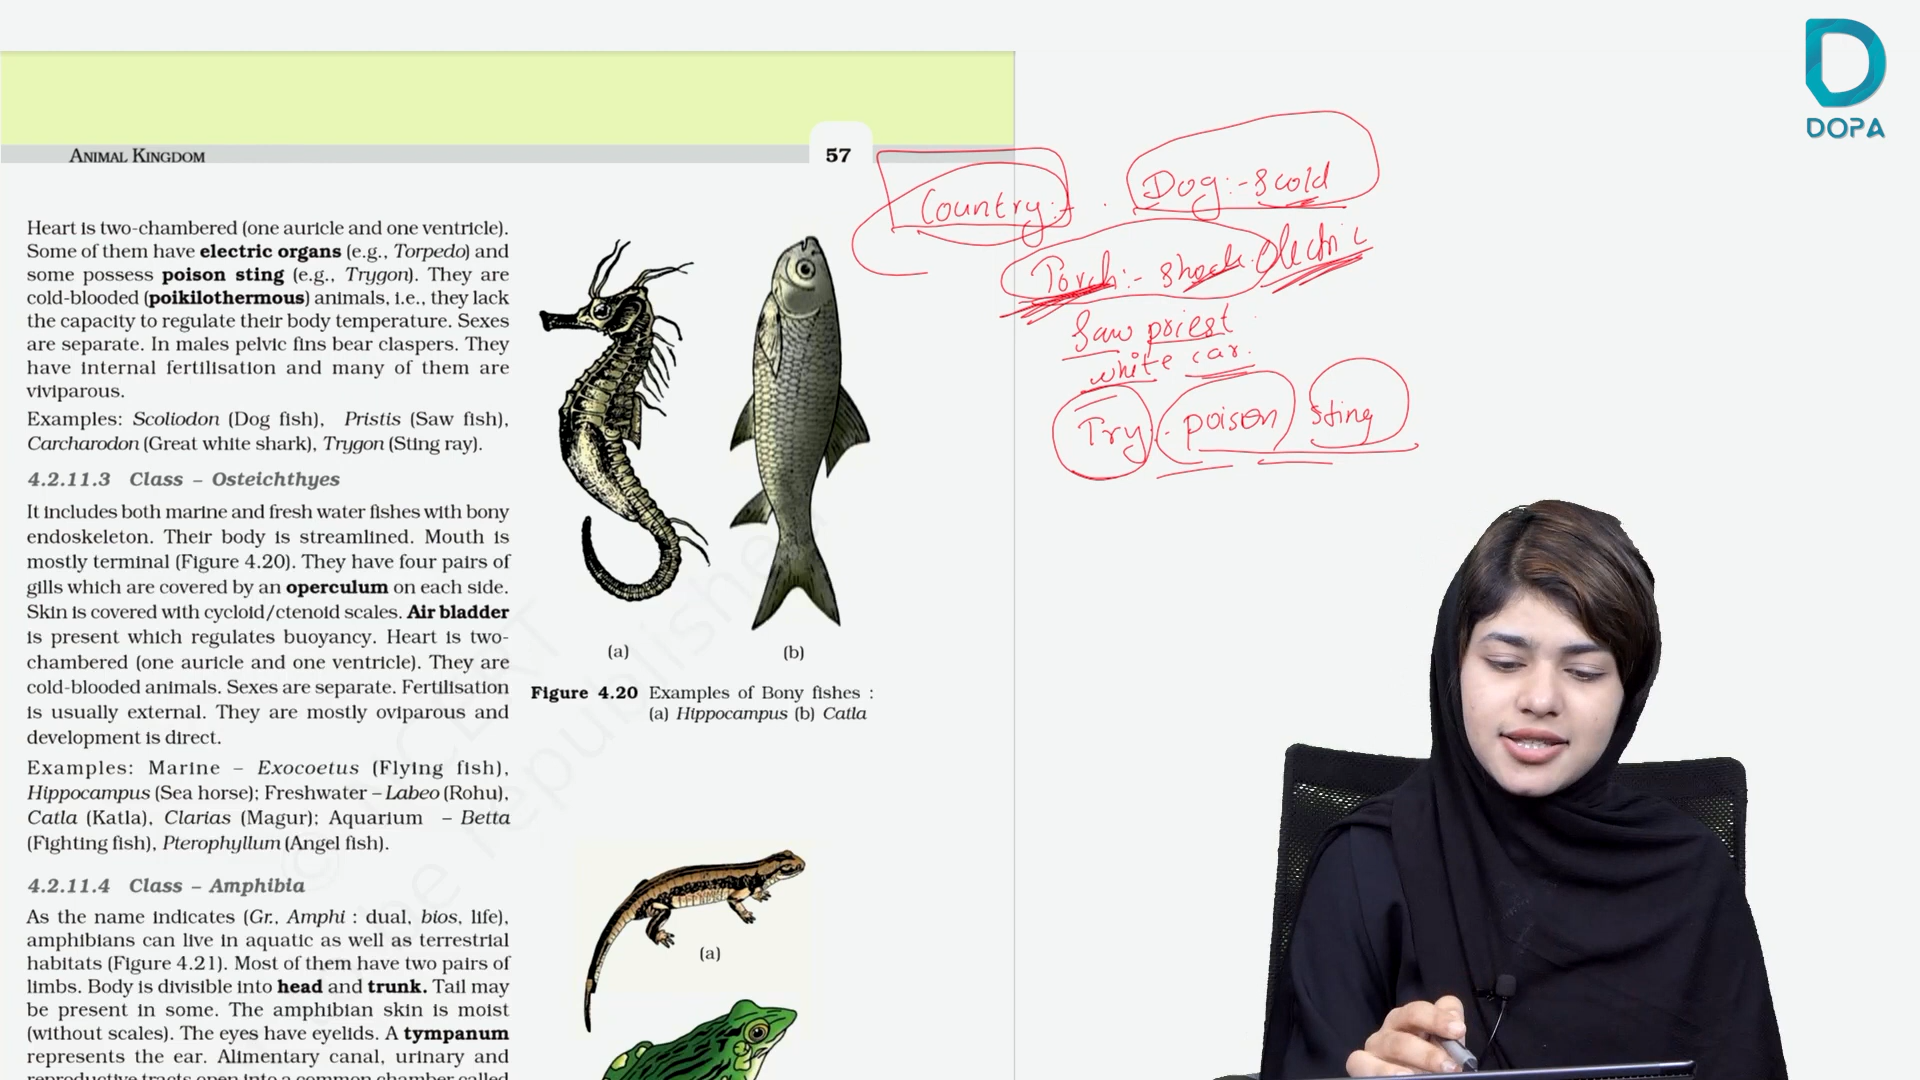 ANIMAL KINGDOM
57
Heart is two-chambered (one auricle and one ventricle).
Some of them have electric organs (e.g., Torpedo) and
some possess poison sting (e.g., Trygon). They are
cold-blooded (poikilothermous) animals, i.e., they lack
the capacity to regulate their body temperature. Sexes
are separate. In males pelvic fins bear claspers. They
have internal fertilisation and many of them are
viviparous.
Examples: Scoliodon (Dog fish), Pristis (Saw fish),
Carcharodon (Great white shark), Trygon (Sting ray).
4.2.11.3 Class – Osteichthyes
It includes both marine and fresh water fishes with bony
endoskeleton. Their body is streamlined. Mouth is
mostly terminal (Figure 4.20). They have four pairs of
gills which are covered by an operculum on each side.
Skin is covered with cycloid/ctenoid scales. Air bladder
is present which regulates buoyancy. Heart is two-
chambered (one auricle and one ventricle). They are
cold-blooded animals. Sexes are separate. Fertilisation
is usually external. They are mostly oviparous and
development is direct.
Examples: Marine – Exocoetus (Flying fish),
Hippocampus (Sea horse); Freshwater – Labeo (Rohu),
Catla (Katla), Clarias (Magur); Aquarium – Betta
(Fighting fish), Pterophyllum (Angel fish).
4.2.11.4 Class – Amphibia
As the name indicates (Gr., Amphi : dual, bios, life),
amphibians can live in aquatic as well as terrestrial
habitats (Figure 4.21). Most of them have two pairs of
limbs. Body is divisible into head and trunk. Tail may
be present in some. The amphibian skin is moist
(without scales). The eyes have eyelids. A tympanum
represents the ear. Alimentary canal, urinary and
reproductive tracts open into a common chamber called
(a)
(b)
Figure 4.20 Examples of Bony fishes :
(a) Hippocampus (b) Catla
(a)
Country:-
Dog:- scold
Torch:- shock. electric
Saw priest
white car.
Try - poison sting
DOPA